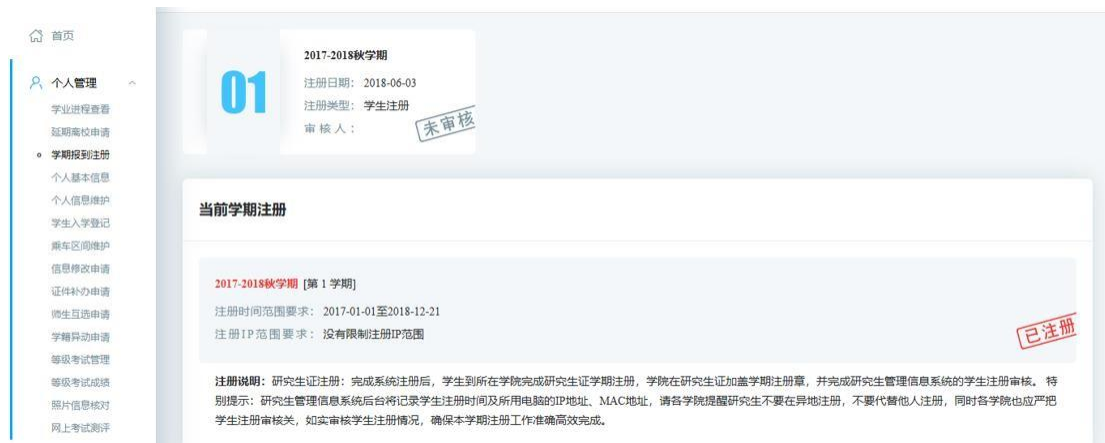 首页
个人管理
学业进程查看
延期离校申请
学期报到注册
个人基本信息
个人信息维护
学生入学登记
乘车区间维护
信息修改申请
证件补办申请
师生互选申请
学籍异动申请
等级考试管理
等级考试成绩
照片信息核对
网上考试测评
01
2017-2018秋学期
注册日期： 2018-06-03
注册类型： 学生注册
审 核 人 ：
未审核
当前学期注册
2017-2018秋学期 [第 1 学期]
注册时间范围要求： 2017-01-01至2018-12-21
注册IP范围要求： 没有限制注册IP范围
已注册
注册说明：研究生证注册：完成系统注册后，学生到所在学院完成研究生证学期注册，学院在研究生证加盖学期注册章，并完成研究生管理信息系统的学生注册审核。 特
别提示：研究生管理信息系统后台将记录学生注册时间及所用电脑的IP地址、MAC地址，请各学院提醒研究生不要在异地注册，不要代替他人注册，同时各学院也应严把
学生注册审核关，如实审核学生注册情况，确保本学期注册工作准确高效完成。